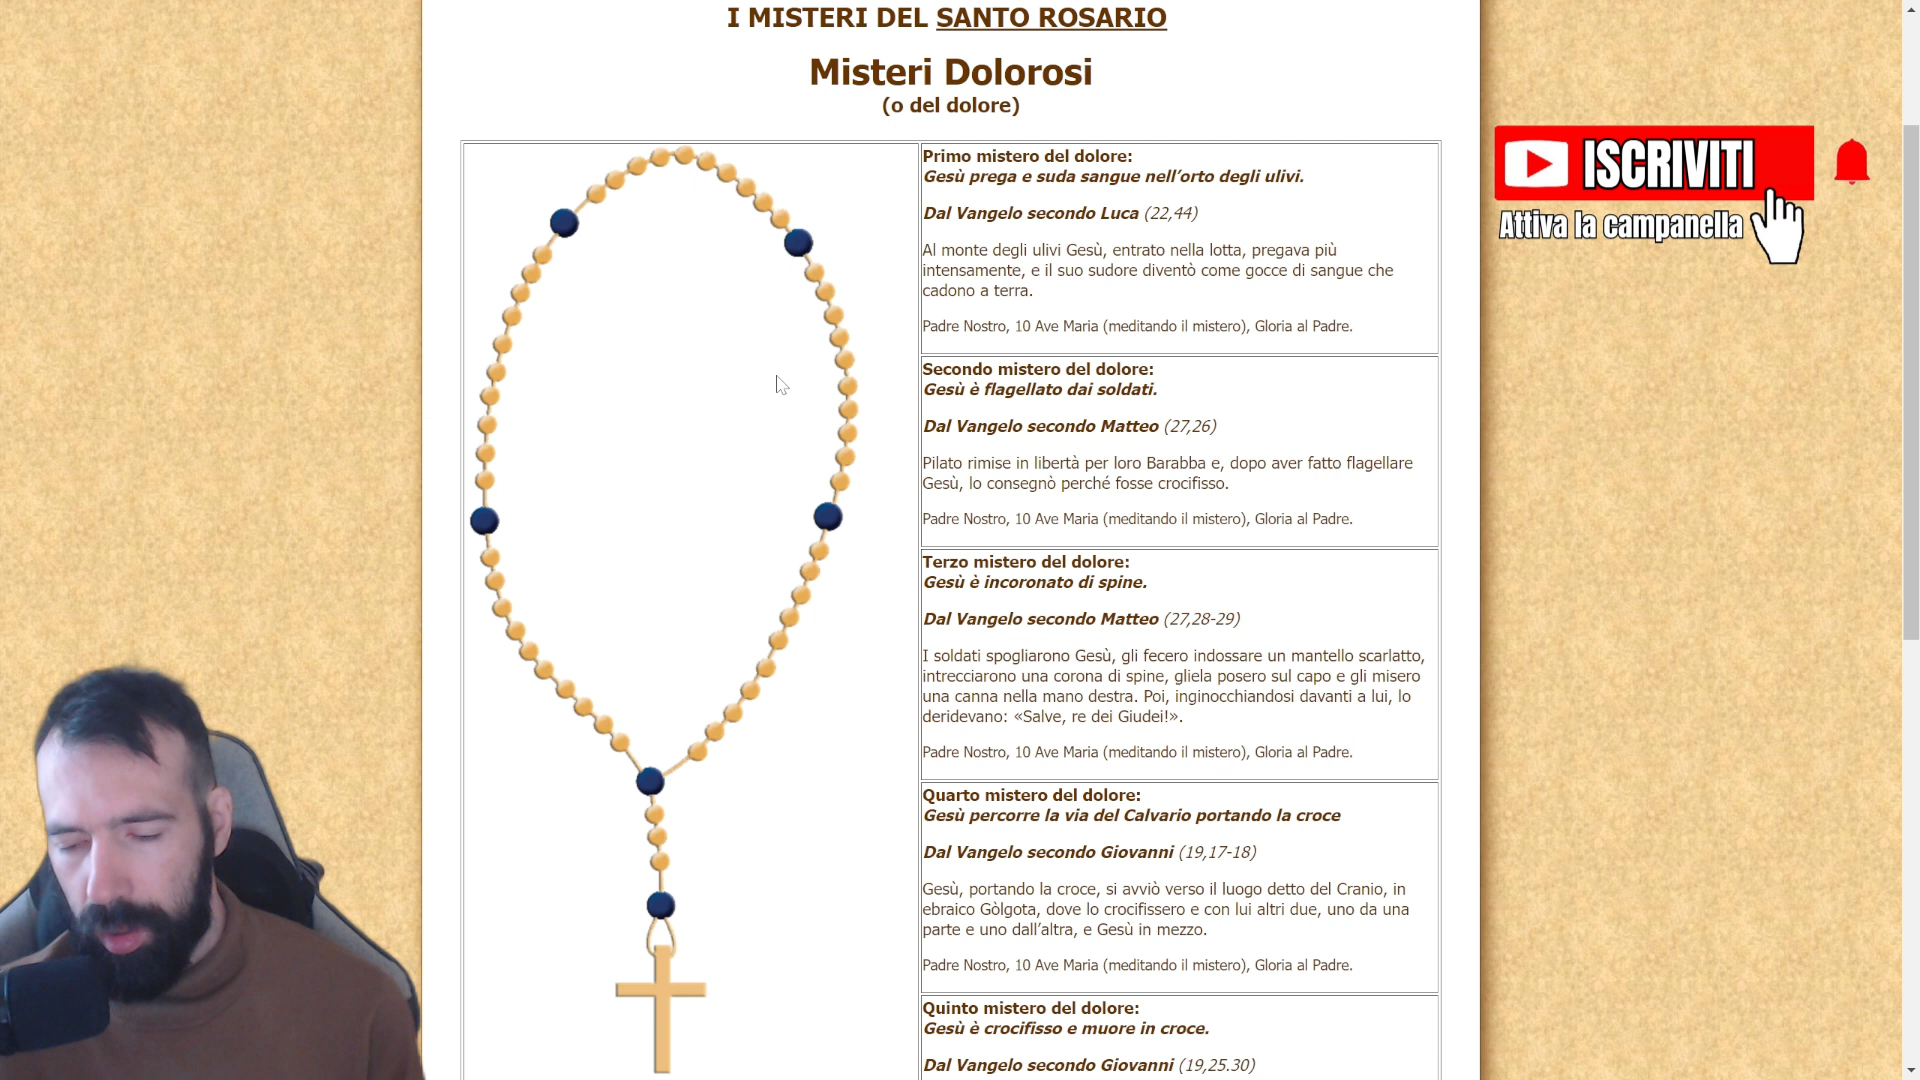 I MISTERI DEL SANTO ROSARIO
Misteri Dolorosi
(o del dolore)
Primo mistero del dolore:
Gesù prega e suda sangue nell’orto degli ulivi.
Dal Vangelo secondo Luca (22,44)
Al monte degli ulivi Gesù, entrato nella lotta, pregava più
intensamente, e il suo sudore diventò come gocce di sangue che
cadono a terra.
Padre Nostro, 10 Ave Maria (meditando il mistero), Gloria al Padre.
Secondo mistero del dolore:
Gesù è flagellato dai soldati.
Dal Vangelo secondo Matteo (27,26)
Pilato rimise in libertà per loro Barabba e, dopo aver fatto flagellare
Gesù, lo consegnò perché fosse crocifisso.
Padre Nostro, 10 Ave Maria (meditando il mistero), Gloria al Padre.
Terzo mistero del dolore:
Gesù è incoronato di spine.
Dal Vangelo secondo Matteo (27,28-29)
I soldati spogliarono Gesù, gli fecero indossare un mantello scarlatto,
intrecciarono una corona di spine, gliela posero sul capo e gli misero
una canna nella mano destra. Poi, inginocchiandosi davanti a lui, lo
deridevano: «Salve, re dei Giudei!».
Padre Nostro, 10 Ave Maria (meditando il mistero), Gloria al Padre.
Quarto mistero del dolore:
Gesù percorre la via del Calvario portando la croce
Dal Vangelo secondo Giovanni (19,17-18)
Gesù, portando la croce, si avviò verso il luogo detto del Cranio, in
ebraico Gòlgota, dove lo crocifissero e con lui altri due, uno da una
parte e uno dall’altra, e Gesù in mezzo.
Padre Nostro, 10 Ave Maria (meditando il mistero), Gloria al Padre.
Quinto mistero del dolore:
Gesù è crocifisso e muore in croce.
Dal Vangelo secondo Giovanni (19,25.30)
ISCRIVITI
Attiva la campanella